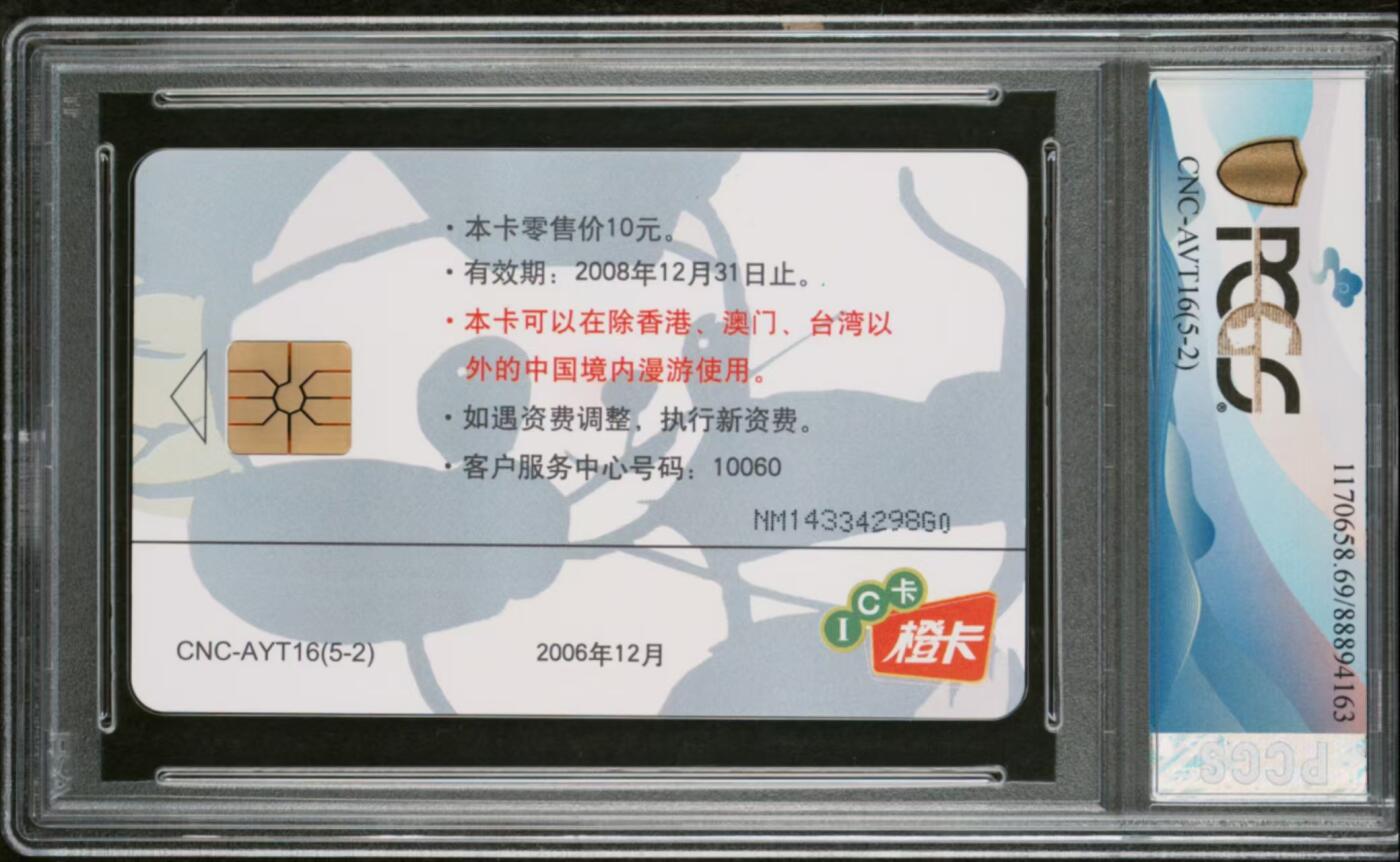 · 本卡零售价10元。
· 有效期：2008年12月31日止。
· 本卡可以在除香港、澳门、台湾以
外的中国境内漫游使用。
· 如遇资费调整，执行新资费。
· 客户服务中心号码：10060
NM14334298GQ
IC卡
橙卡
CNC-AYT16(5-2)
2006年12月
PCGS
CNC-AYT16(5-2)
1170658.69/88894163
PCGS